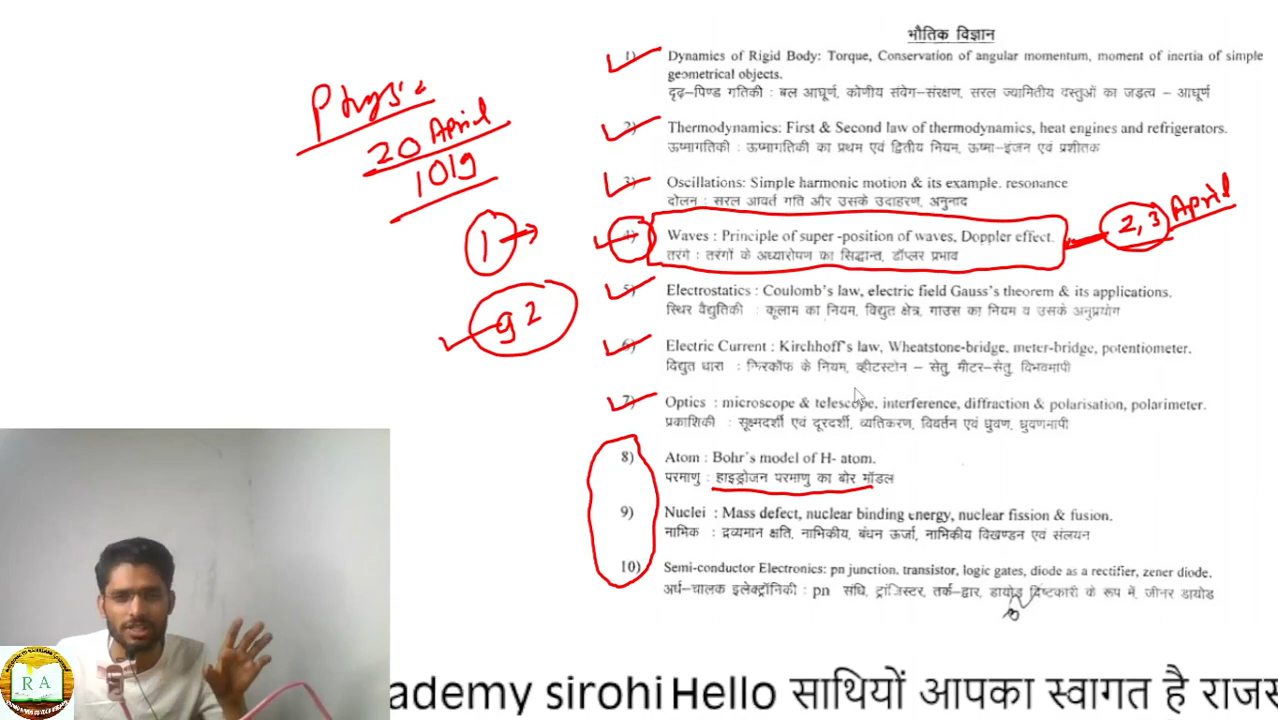 भौतिक विज्ञान
1) Dynamics of Rigid Body: Torque, Conservation of angular momentum, moment of inertia of simple
geometrical objects.
दृढ़–पिण्ड गतिकी : बल आघूर्ण, कोणीय संवेग–संरक्षण, सरल ज्यामितीय वस्तुओं का जड़त्व – आघूर्ण
2) Thermodynamics: First & Second law of thermodynamics, heat engines and refrigerators.
ऊष्मागतिकी : ऊष्मागतिकी का प्रथम एवं द्वितीय नियम, ऊष्मा–इंजन एवं प्रशीतक
3) Oscillations: Simple harmonic motion & its example. resonance
दोलन : सरल आवर्त गति और उसके उदाहरण, अनुनाद
4) Waves : Principle of super -position of waves, Doppler effect.
तरंगे : तरंगों के अध्यारोपण का सिद्धान्त, डॉप्लर प्रभाव
5) Electrostatics : Coulomb's law, electric field Gauss's theorem & its applications.
स्थिर वैद्युतिकी : कूलाम का नियम, विद्युत क्षेत्र, गाउस का नियम व उसके अनुप्रयोग
6) Electric Current : Kirchhoff's law, Wheatstone-bridge, meter-bridge, potentiometer.
विद्युत धारा : किरकॉफ के नियम, व्हीटस्टोन – सेतु, मीटर–सेतु, विभवमापी
7) Optics : microscope & telescope, interference, diffraction & polarisation, polarimeter.
प्रकाशिकी : सूक्ष्मदर्शी एवं दूरदर्शी, व्यतिकरण, विवर्तन एवं ध्रुवण, ध्रुवणमापी
8) Atom : Bohr's model of H- atom.
परमाणु : हाइड्रोजन परमाणु का बोर मॉडल
9) Nuclei : Mass defect, nuclear binding energy, nuclear fission & fusion.
नाभिक : द्रव्यमान क्षति, नाभिकीय, बंधन ऊर्जा, नाभिकीय विखण्डन एवं संलयन
10) Semi-conductor Electronics: pn junction, transistor, logic gates, diode as a rectifier, zener diode.
अर्ध–चालक इलेक्ट्रॉनिकी : pn संधि, ट्रांजिस्टर, तर्क–द्वार, डायोड दिष्टकारी के रूप में, जीनर डायोड
Physic
20 April
1019
1
92
2, 3 April
R A
ademy sirohi Hello साथियों आपका स्वागत है राजस